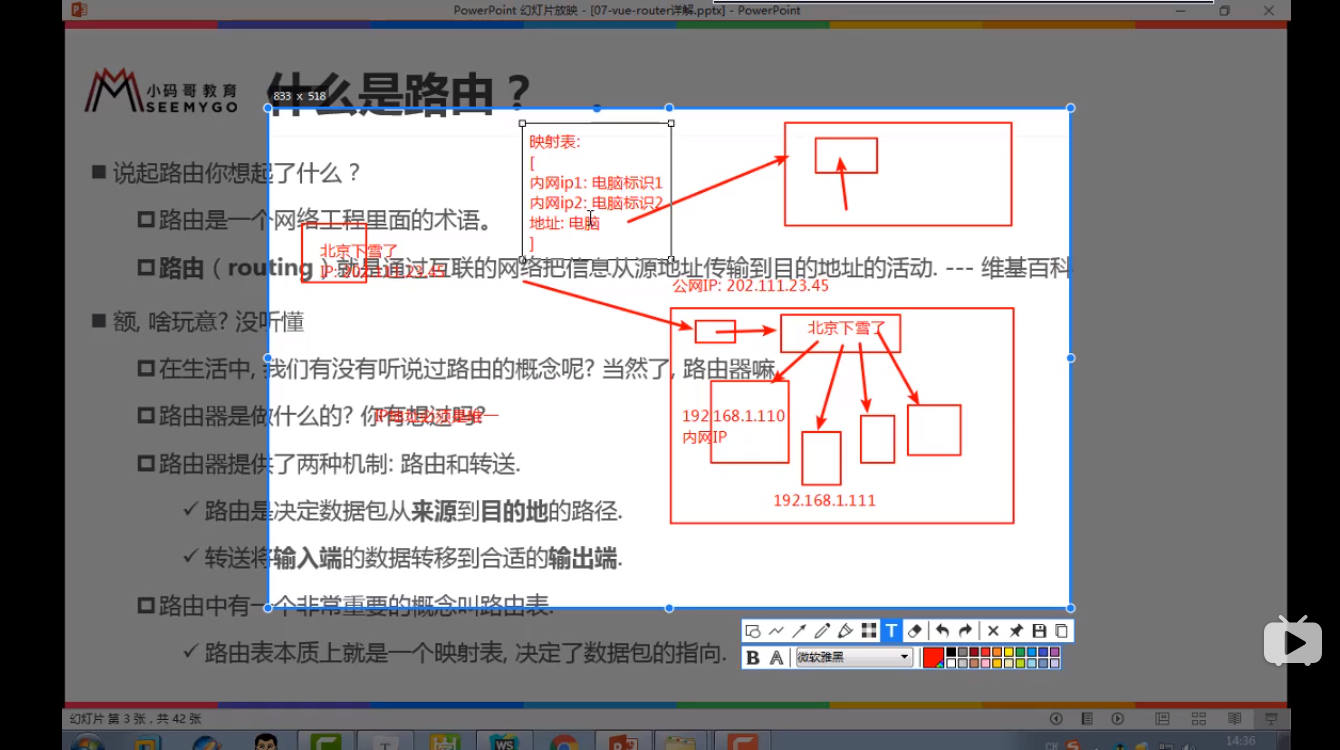 PowerPoint 幻灯片放映 - [07-vue-router详解.pptx] - PowerPoint
小码哥教育
SEEMYGO
什么是路由？
833 x 518
说起路由你想起了什么？
路由是一个网络工程里面的术语。
路由（routing）就是通过互联的网络把信息从源地址传输到目的地址的活动. --- 维基百科
额, 啥玩意? 没听懂
在生活中, 我们有没有听说过路由的概念呢? 当然了, 路由器嘛.
路由器是做什么的? 你有想过吗?
路由器提供了两种机制: 路由和转送.
路由是决定数据包从来源到目的地的路径.
转送将输入端的数据转移到合适的输出端.
路由中有一个非常重要的概念叫路由表.
路由表本质上就是一个映射表, 决定了数据包的指向.
映射表:
[
内网ip1: 电脑标识1
内网ip2: 电脑标识2
地址: 电脑
]
北京下雪了
IP: 202.111.23.45
公网IP: 202.111.23.45
北京下雪了
192.168.1.110
内网IP
192.168.1.111
T
B A 微软雅黑
幻灯片 第 3 张 , 共 42 张
WS
CK
14:36